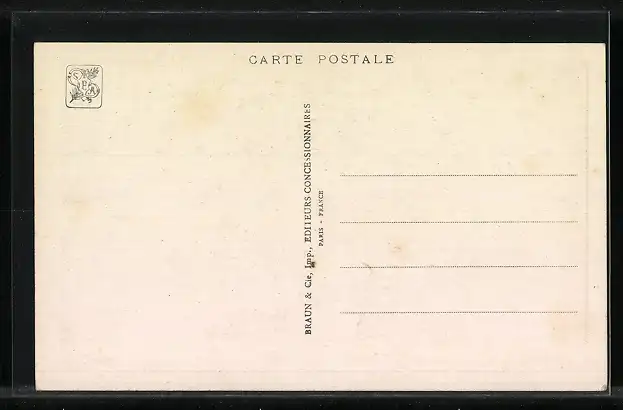 CARTE POSTALE
BRAUN & Cie, Imp., EDITEURS CONCESSIONNAIRES
PARIS - FRANCE